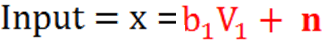 Input = x = b₁V₁ + n